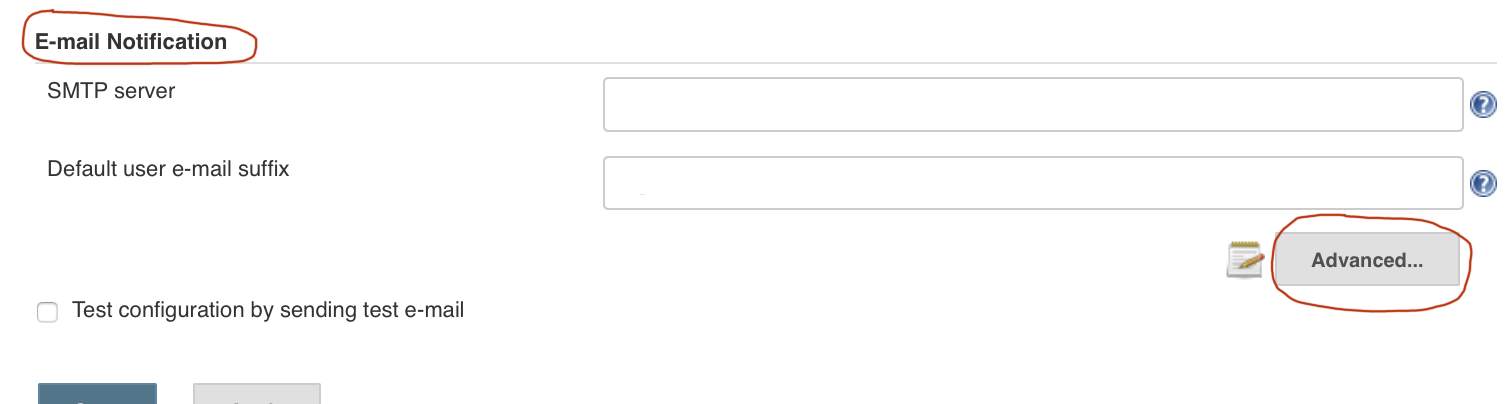 E-mail Notification
SMTP server
Default user e-mail suffix
Advanced...
Test configuration by sending test e-mail